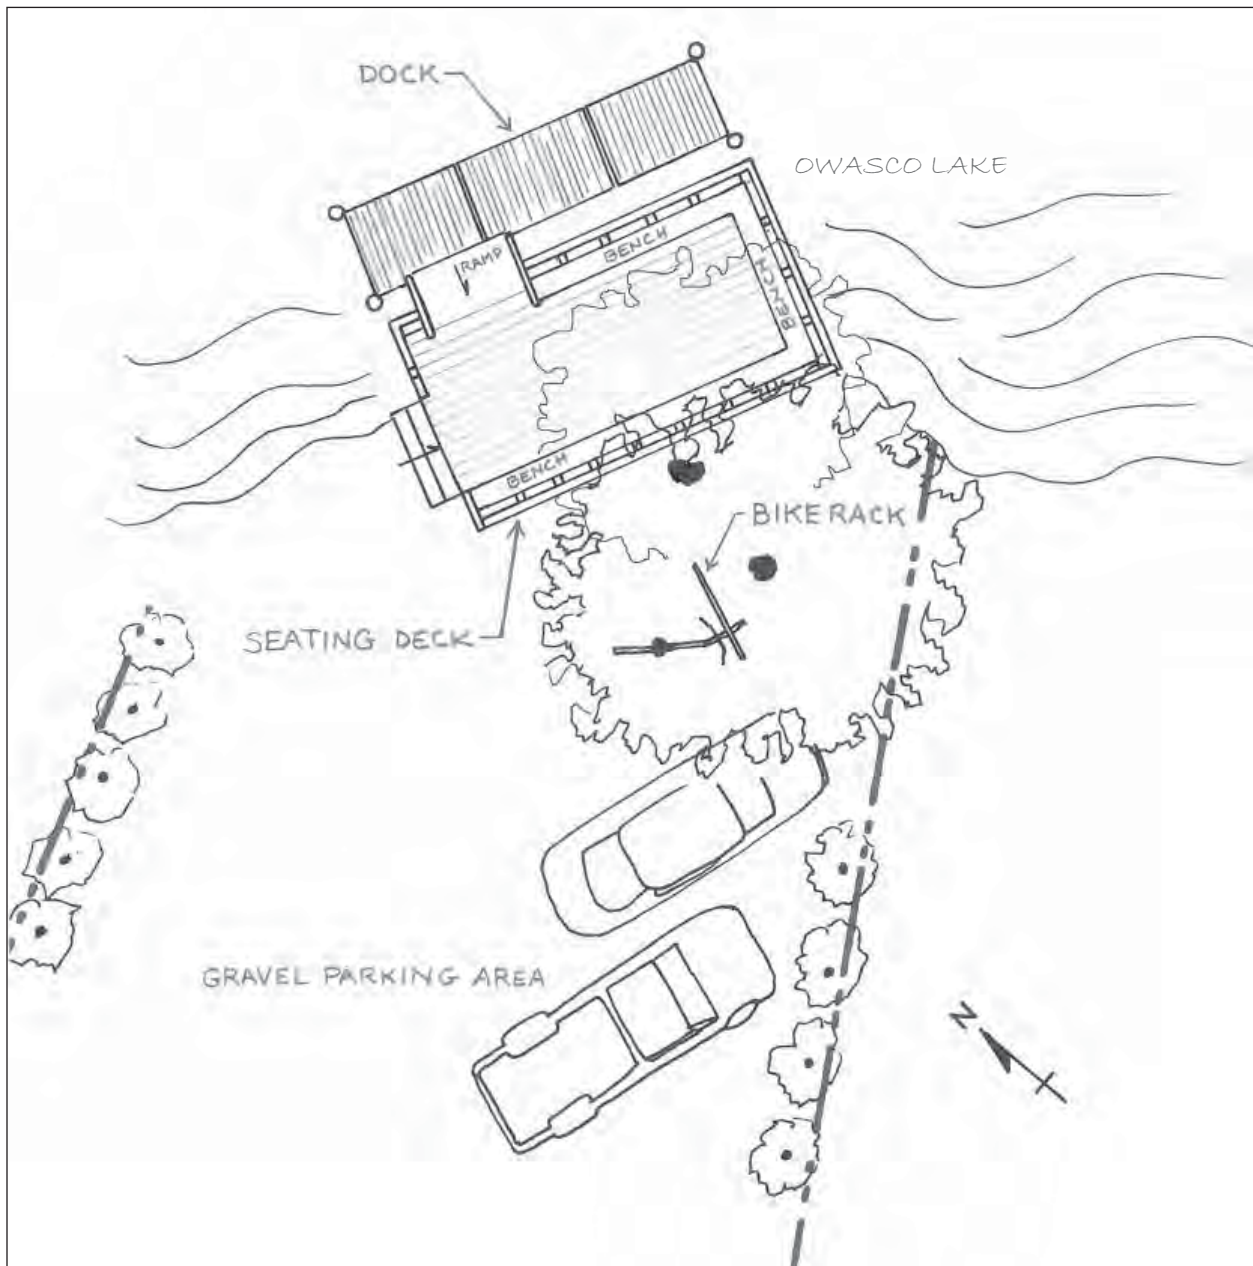 DOCK
OWASCO LAKE
RAMP
BENCH
BENCH
BENCH
BIKE RACK
SEATING DECK
GRAVEL PARKING AREA
N